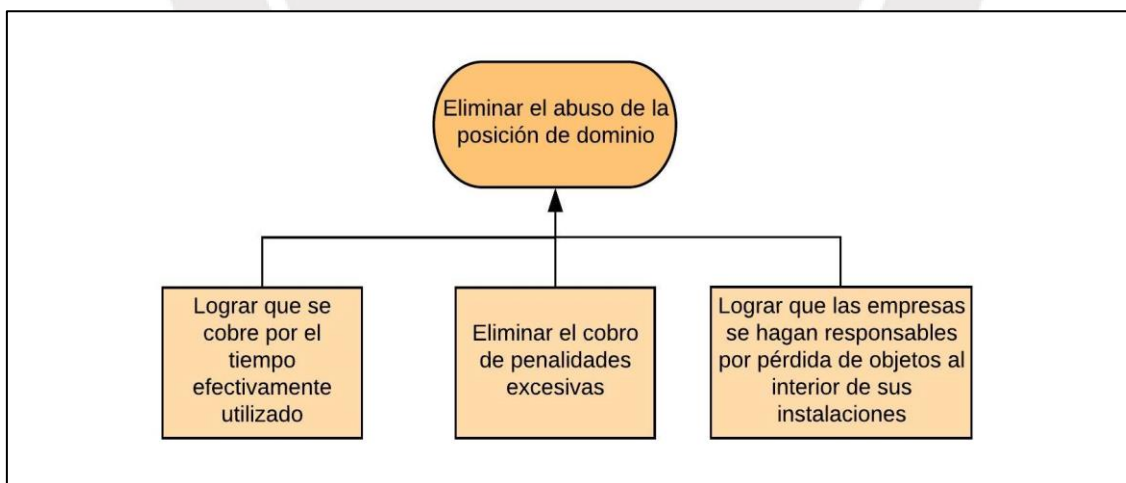 Eliminar el abuso de la
posición de dominio
Lograr que se
cobre por el
tiempo
efectivamente
utilizado
Eliminar el cobro
de penalidades
excesivas
Lograr que las empresas
se hagan responsables
por pérdida de objetos al
interior de sus
instalaciones